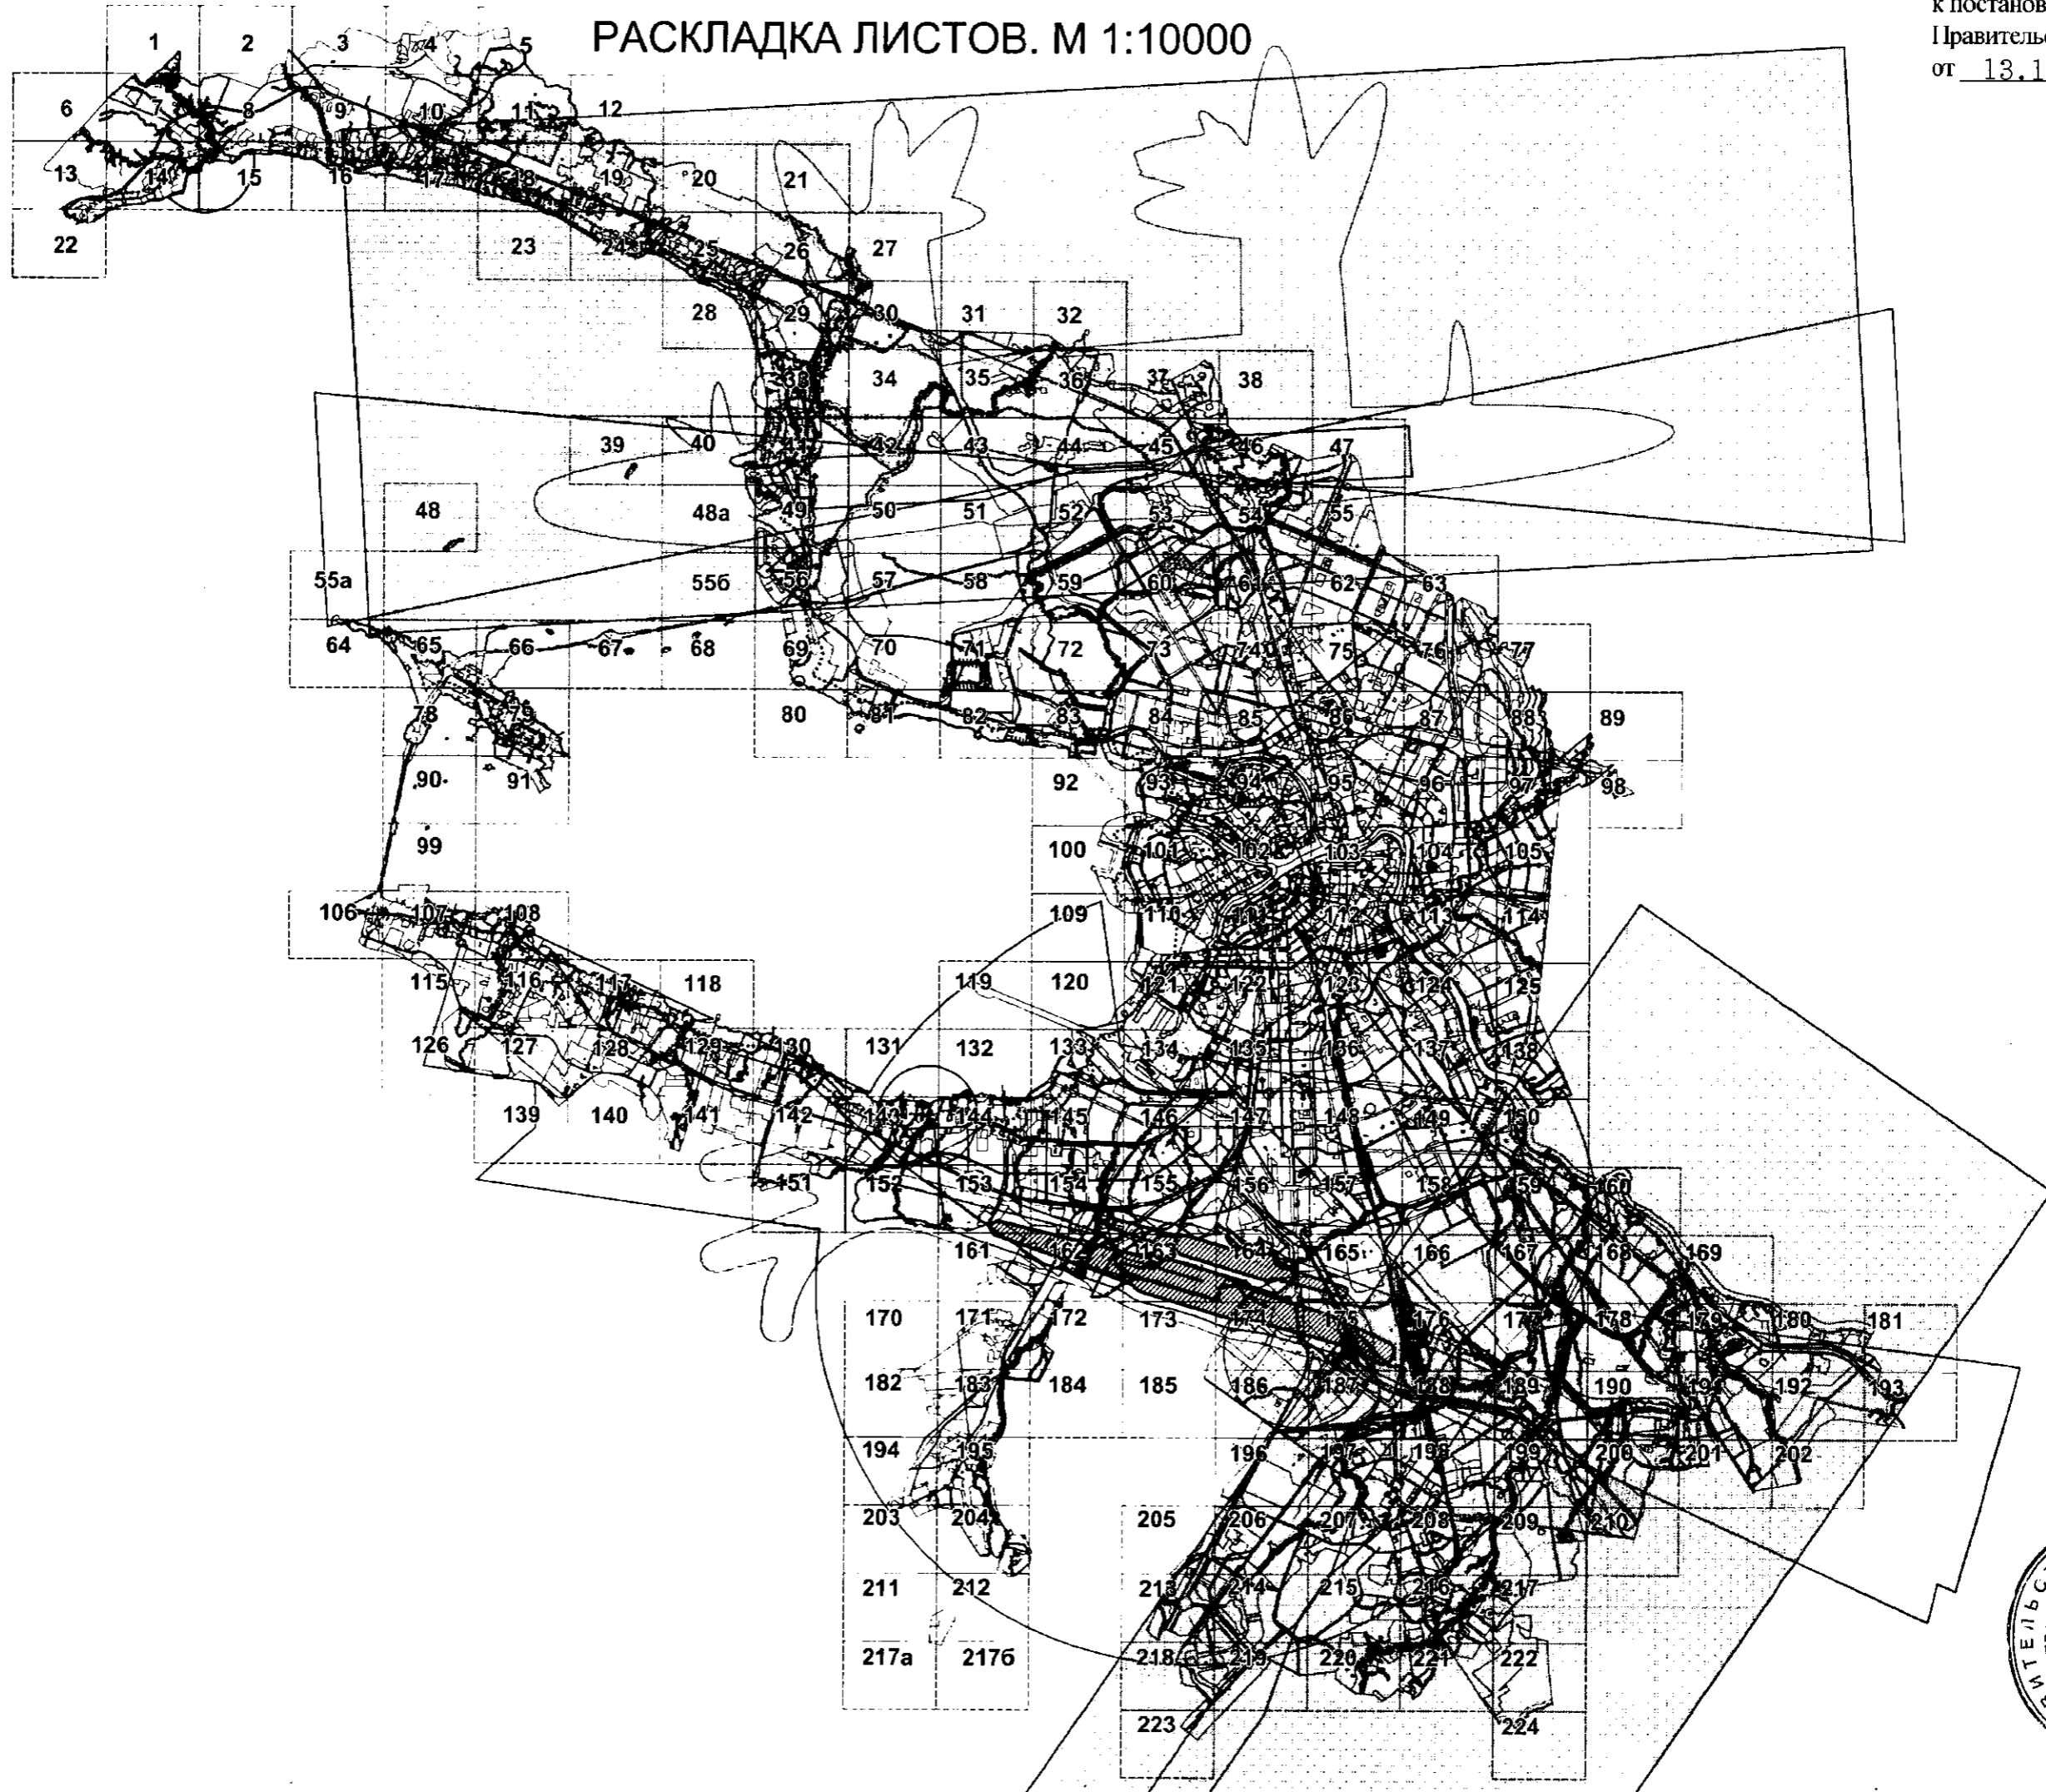 к постанов
Правительс
от 13.1
РАСКЛАДКА ЛИСТОВ. М 1:10000
1 2 3 4 5
6 7 8 9 10 11 12
13 14 15 16 17 18 19 20 21
22 23 24 25 26 27
28 29 30 31 32
33 34 35 36 37 38
39 40 41 42 43 44 45 46 47
48 48а 49 50 51 52 53 54 55
55а 55б 56 57 58 59 60 61 62 63
64 65 66 67 68 69 70 71 72 73 74 75 76 77
78 79 80 81 82 83 84 85 86 87 88 89
90 91 92 93 94 95 96 97 98
99 100 101 102 103 104 105
106 107 108 109 110 111 112 113 114
115 116 117 118 119 120 121 122 123 124 125
126 127 128 129 130 131 132 133 134 135 136 137 138
139 140 141 142 143 144 145 146 147 148 149 150
151 152 153 154 155 156 157 158 159 160
161 162 163 164 165 166 167 168 169
170 171 172 173 174 175 176 177 178 179 180 181
182 183 184 185 186 187 188 189 190 191 192 193
194 195 196 197 198 199 200 201 202
203 204 205 206 207 208 209 210
211 212 213 214 215 216 217
217а 217б 218 219 220 221 222
223 224